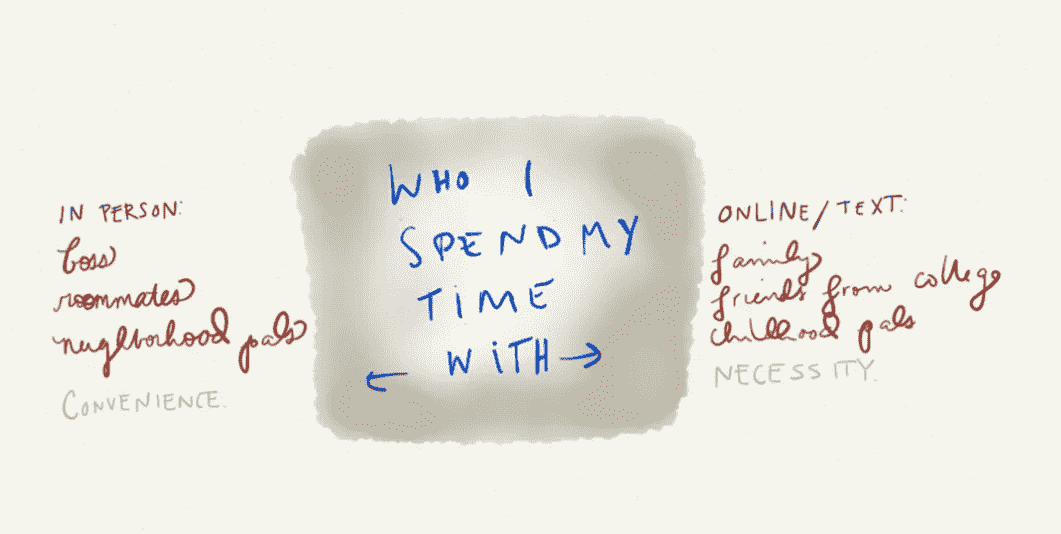 IN PERSON:
boss
roommates
neighborhood pals
CONVENIENCE.
WHO I
SPEND MY
TIME
← WITH →
ONLINE/TEXT:
family
friends from college
childhood pals
NECESSITY.